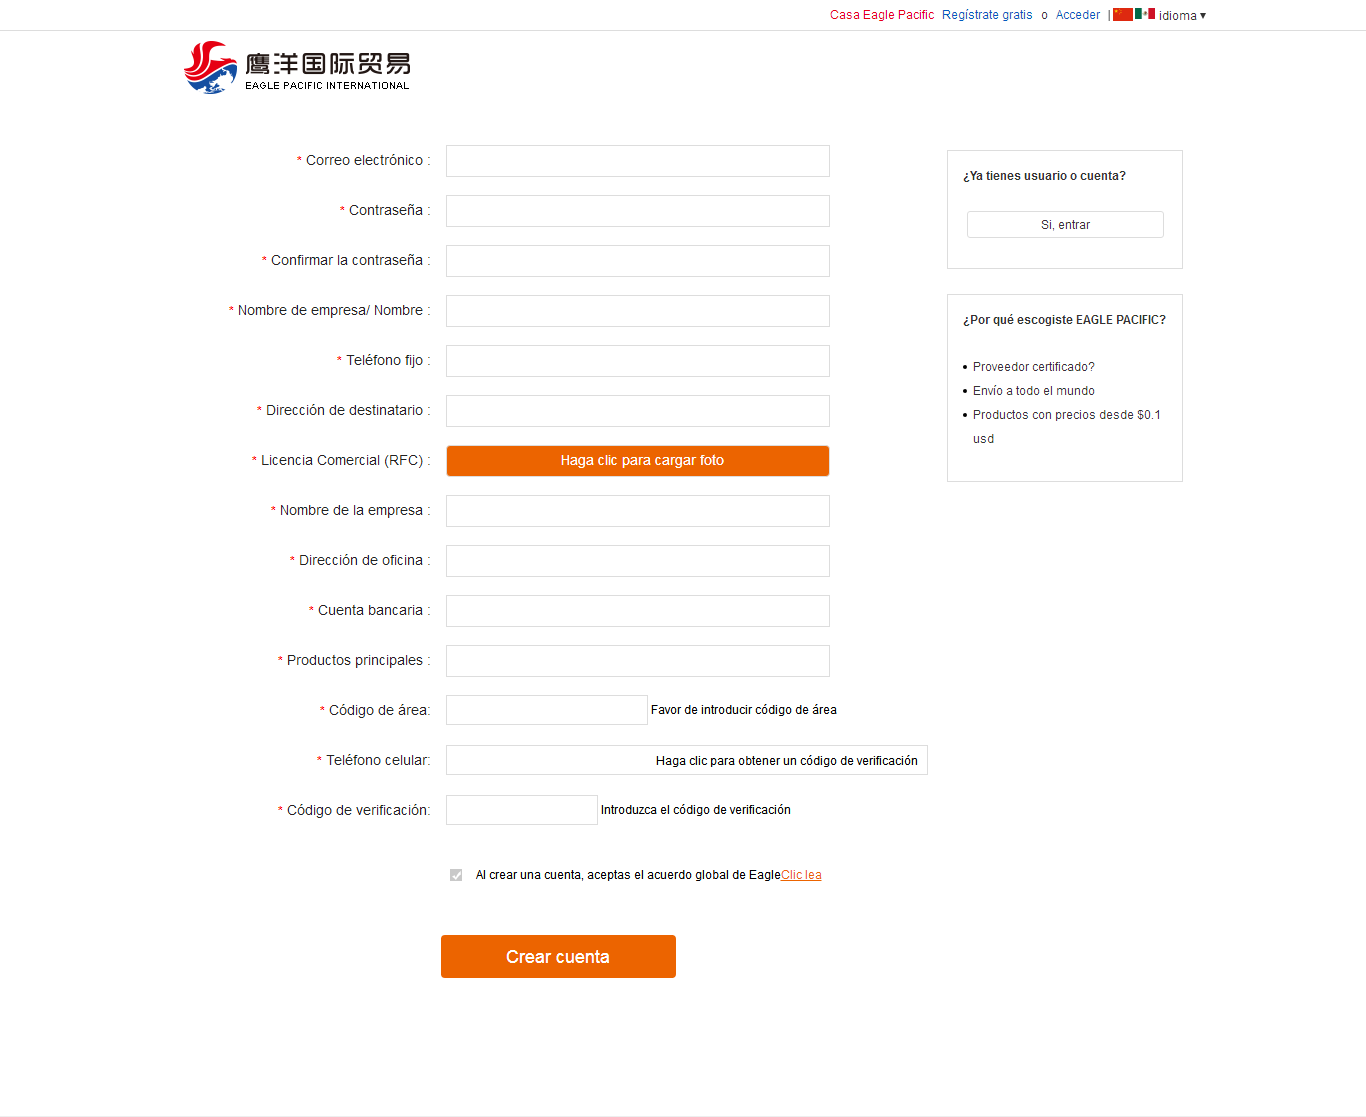 Casa Eagle Pacific Regístrate gratis o Acceder | idioma ▾
鹰洋国际贸易
EAGLE PACIFIC INTERNATIONAL
* Correo electrónico :
* Contraseña :
* Confirmar la contraseña :
* Nombre de empresa/ Nombre :
* Teléfono fijo :
* Dirección de destinatario :
* Licencia Comercial (RFC) : Haga clic para cargar foto
* Nombre de la empresa :
* Dirección de oficina :
* Cuenta bancaria :
* Productos principales :
* Código de área: Favor de introducir código de área
* Teléfono celular: Haga clic para obtener un código de verificación
* Código de verificación: Introduzca el código de verificación
Al crear una cuenta, aceptas el acuerdo global de EagleClic lea
Crear cuenta
¿Ya tienes usuario o cuenta?
Si, entrar
¿Por qué escogiste EAGLE PACIFIC?
• Proveedor certificado?
• Envío a todo el mundo
• Productos con precios desde $0.1
usd